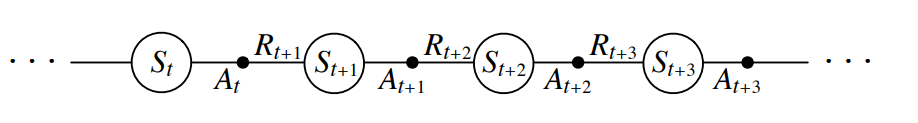 · · · S_t A_t R_{t+1} S_{t+1} A_{t+1} R_{t+2} S_{t+2} A_{t+2} R_{t+3} S_{t+3} A_{t+3} · · ·